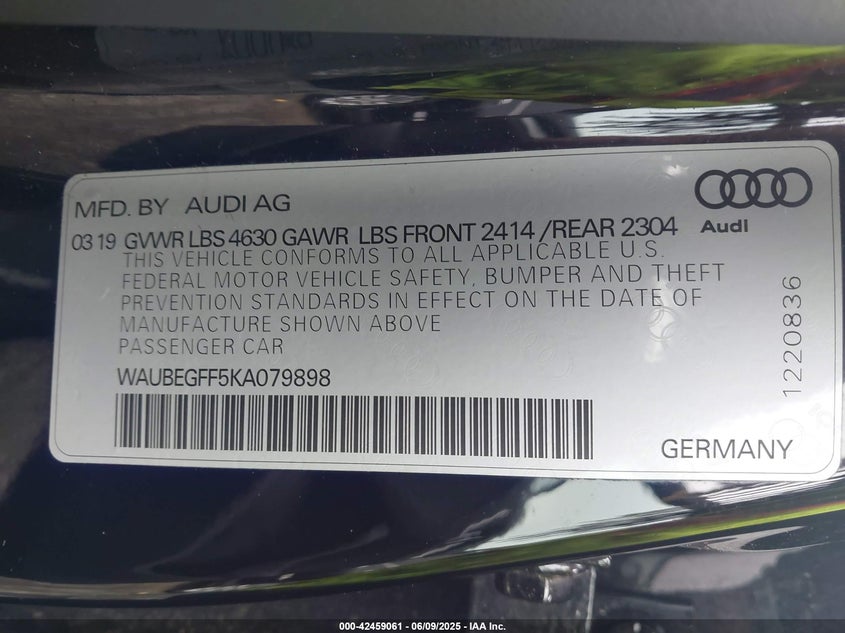 MFD. BY AUDI AG
03 19 GVWR LBS 4630 GAWR LBS FRONT 2414 /REAR 2304
Audi
THIS VEHICLE CONFORMS TO ALL APPLICABLE U.S.
FEDERAL MOTOR VEHICLE SAFETY, BUMPER AND THEFT
PREVENTION STANDARDS IN EFFECT ON THE DATE OF
MANUFACTURE SHOWN ABOVE
PASSENGER CAR
1220836
WAUBEGFF5KA079898
GERMANY
000-42459061 - 06/09/2025 - IAA Inc.